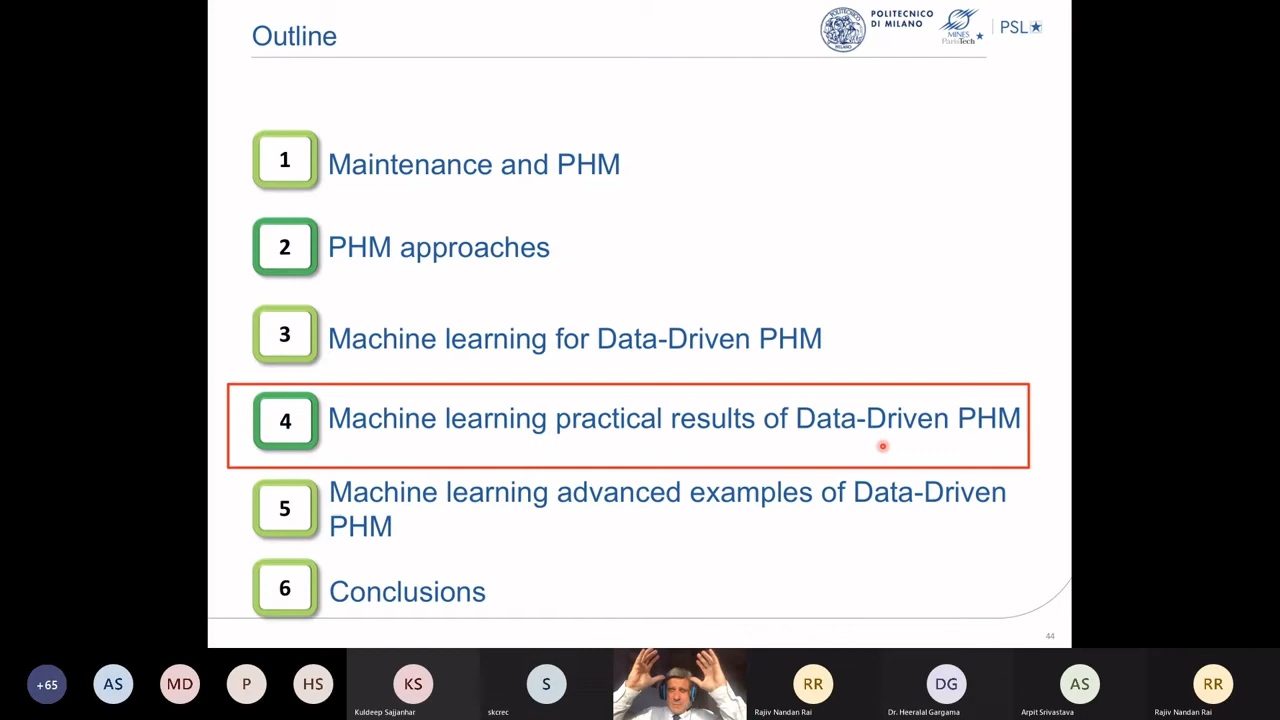 Outline
POLITECNICO
DI MILANO
MINES
ParisTech
PSL
1
Maintenance and PHM
2
PHM approaches
3
Machine learning for Data-Driven PHM
4
Machine learning practical results of Data-Driven PHM
5
Machine learning advanced examples of Data-Driven
PHM
6
Conclusions
44
+65
AS
MD
P
HS
KS
Kuldeep Sajjanhar
S
skcrec
RR
Rajiv Nandan Rai
DG
Dr. Heeralal Gargama
AS
Arpit Srivastava
RR
Rajiv Nandan Rai